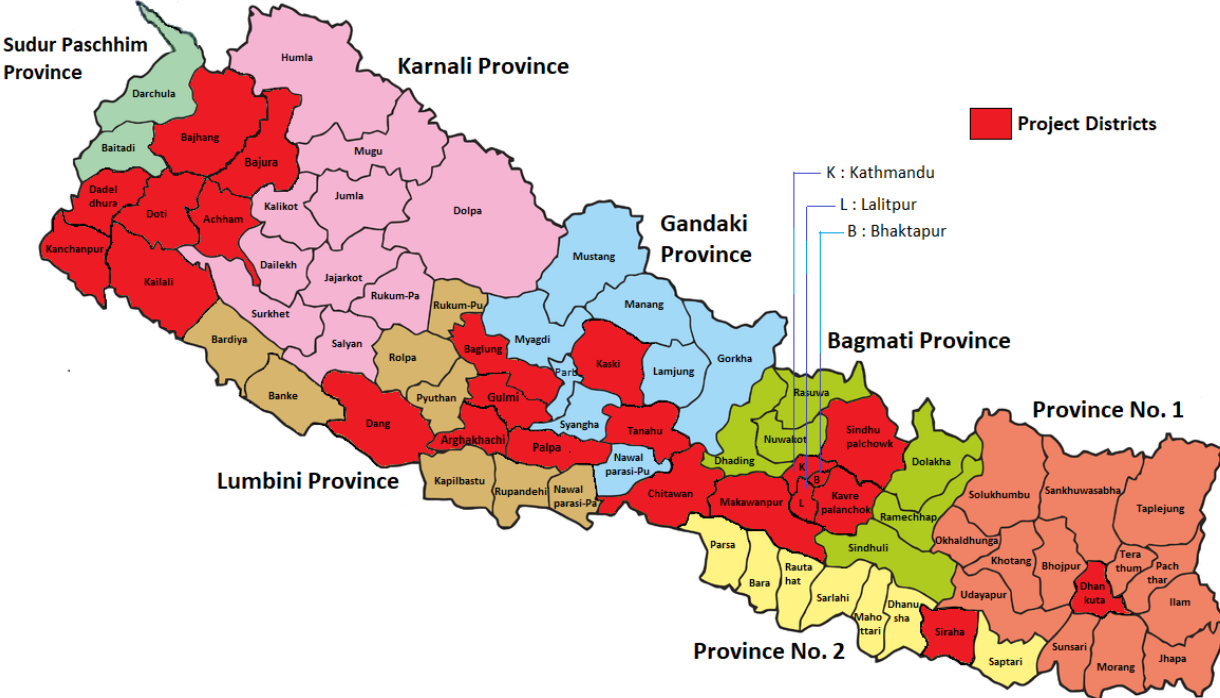 Sudur Paschhim
Province
Karnali Province
Humla
Darchula
Bajhang
Baitadi
Bajura
Mugu
Dadel
dhura
Doti
Achham
Kalikot
Jumla
Dolpa
Kanchanpur
Kailali
Dailekh
Jajarkot
Rukum-Pa
Surkhet
Salyan
Project Districts
K : Kathmandu
L : Lalitpur
B : Bhaktapur
Gandaki
Province
Mustang
Manang
Myagdi
Kaski
Lamjung
Gorkha
Parb
Baglung
Syangha
Tanahu
Nawal
parasi-Pu
Rukum-Pu
Bardiya
Banke
Rolpa
Pyuthan
Dang
Gulmi
Arghakhachi
Palpa
Kapilbastu
Rupandehi
Nawal
parasi-Pa
Lumbini Province
Bagmati Province
Rasuwa
Nuwakot
Dhading
Sindhu
palchowk
Dolakha
K
B
L
Kavre
palanchok
Chitawan
Makawanpur
Ramechhap
Sindhuli
Province No. 1
Solukhumbu
Sankhuwasabha
Taplejung
Okhaldhunga
Khotang
Bhojpur
Tera
thum
Pach
thar
Dhan
kuta
Ilam
Udayapur
Sunsari
Morang
Jhapa
Parsa
Bara
Rauta
hat
Sarlahi
Maho
ttari
Dhanu
sha
Siraha
Saptari
Province No. 2